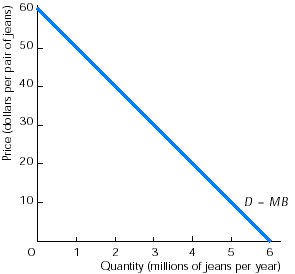 Price (dollars per pair of jeans)
60
50
40
30
20
10
D – MB
0 1 2 3 4 5 6
Quantity (millions of jeans per year)